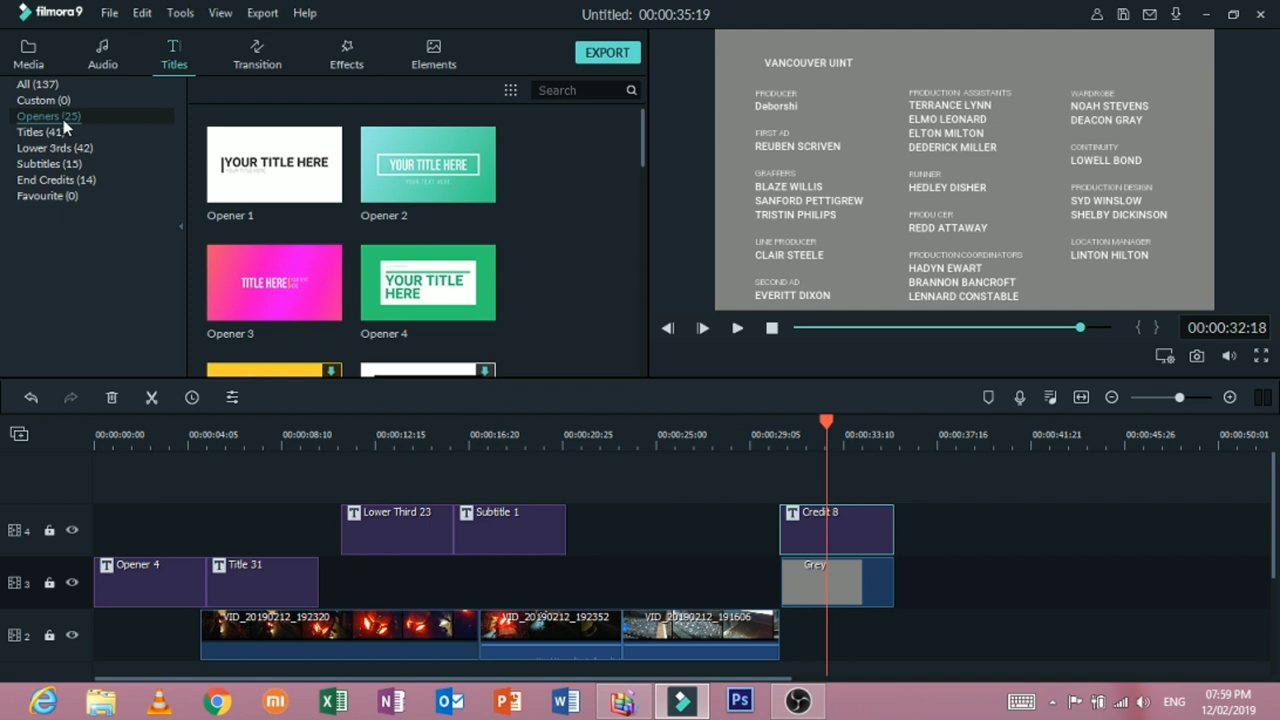 filmora9 File Edit Tools View Export Help Untitled: 00:00:35:19
Media Audio Titles Transition Effects Elements EXPORT
All (137)
Custom (0)
Openers (25)
Titles (41)
Lower 3rds (42)
Subtitles (15)
End Credits (14)
Favourite (0)
Search
YOUR TITLE HERE
Opener 1
YOUR TITLE HERE
YOUR TEXT HERE
Opener 2
TITLE HERE
Opener 3
YOUR TITLE
HERE
Opener 4
VANCOUVER UINT
PRODUCER
Deborshi
FIRST AD
REUBEN SCRIVEN
GRAFFERS
BLAZE WILLIS
SANFORD PETTIGREW
TRISTIN PHILIPS
LINE PRODUCER
CLAIR STEELE
SECOND AD
EVERITT DIXON
PRODUCTION ASSISTANTS
TERRANCE LYNN
ELMO LEONARD
ELTON MILTON
DEDERICK MILLER
RUNNER
HEDLEY DISHER
PRODUCER
REDD ATTAWAY
PRODUCTION COORDINATORS
HADYN EWART
BRANNON BANCROFT
LENNARD CONSTABLE
WARDROBE
NOAH STEVENS
DEACON GRAY
CONTINUITY
LOWELL BOND
PRODUCTION DESIGN
SYD WINSLOW
SHELBY DICKINSON
LOCATION MANAGER
LINTON HILTON
{ } 00:00:32:18
00:00:00:00 00:00:04:05 00:00:08:10 00:00:12:15 00:00:16:20 00:00:20:25 00:00:25:00 00:00:29:05 00:00:33:10 00:00:37:16 00:00:41:21 00:00:45:26 00:00:50:01
4 T Lower Third 23 T Subtitle 1 T Credit 8
3 T Opener 4 T Title 31 Grey
2 VID_20190212_192320 VID_20190212_192352 VID_20190212_191606
ENG 07:59 PM
12/02/2019